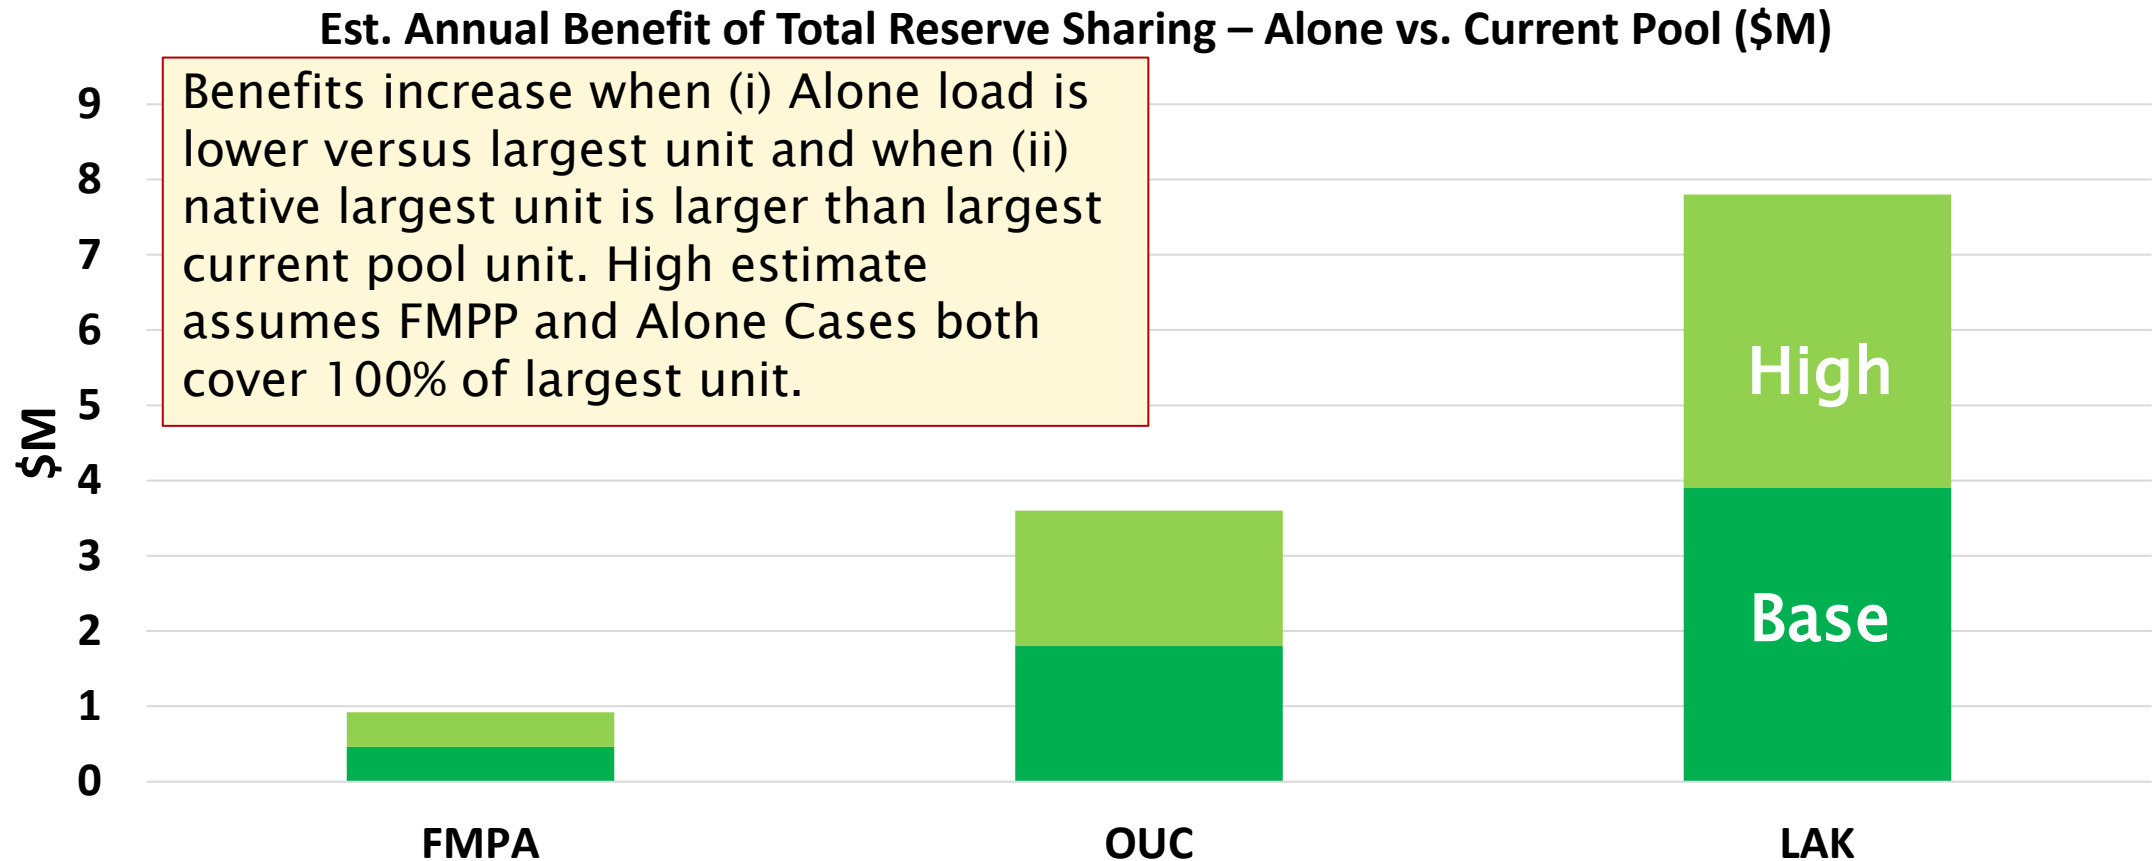 Est. Annual Benefit of Total Reserve Sharing – Alone vs. Current Pool ($M)
Benefits increase when (i) Alone load is
lower versus largest unit and when (ii)
native largest unit is larger than largest
current pool unit. High estimate
assumes FMPP and Alone Cases both
cover 100% of largest unit.
$M
9
8
7
6
5
4
3
2
1
0
High
Base
FMPA
OUC
LAK